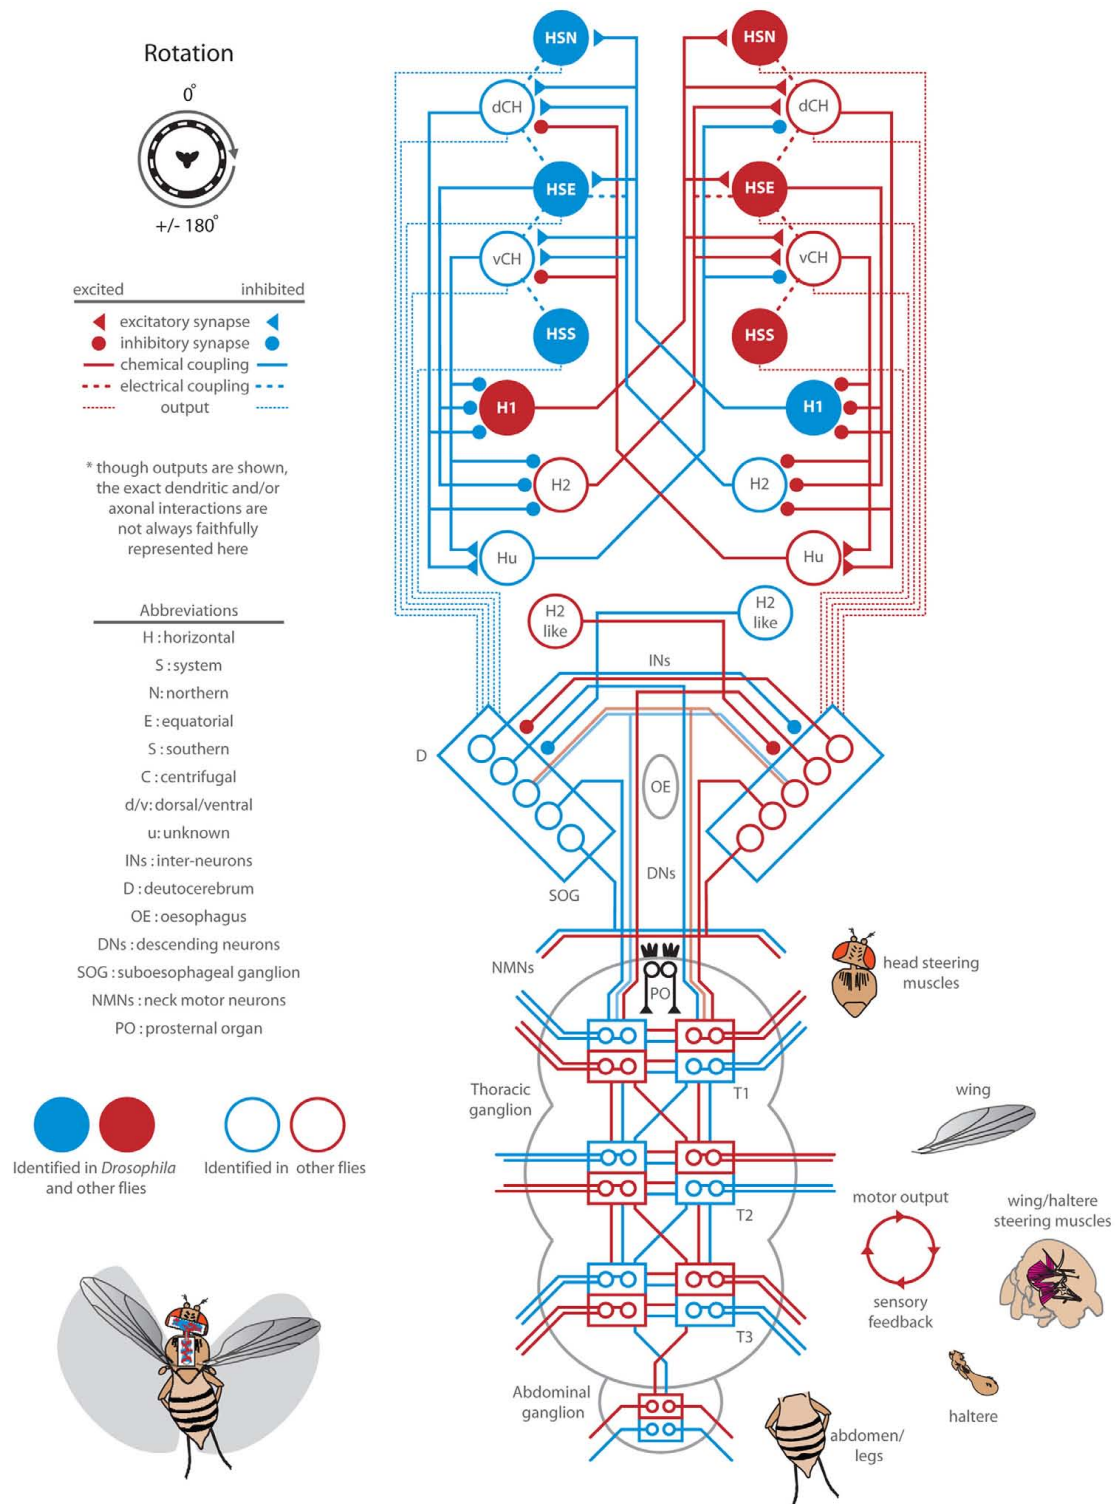 Rotation
0°
+/- 180°
excited inhibited
excitatory synapse
inhibitory synapse
chemical coupling
electrical coupling
output
* though outputs are shown,
the exact dendritic and/or
axonal interactions are
not always faithfully
represented here
Abbreviations
H : horizontal
S : system
N: northern
E : equatorial
S : southern
C : centrifugal
d/v: dorsal/ventral
u: unknown
INs : inter-neurons
D : deutocerebrum
OE : oesophagus
DNs : descending neurons
SOG : suboesophageal ganglion
NMNs : neck motor neurons
PO : prosternal organ
Identified in Drosophila
and other flies
Identified in other flies
HSN HSN
dCH dCH
HSE HSE
vCH vCH
HSS HSS
H1 H1
H2 H2
Hu Hu
H2
like
H2
like
INs
D
OE
DNs
SOG
NMNs
PO
head steering
muscles
Thoracic
ganglion
T1
wing
T2
motor output
sensory
feedback
wing/haltere
steering muscles
T3
haltere
Abdominal
ganglion
abdomen/
legs